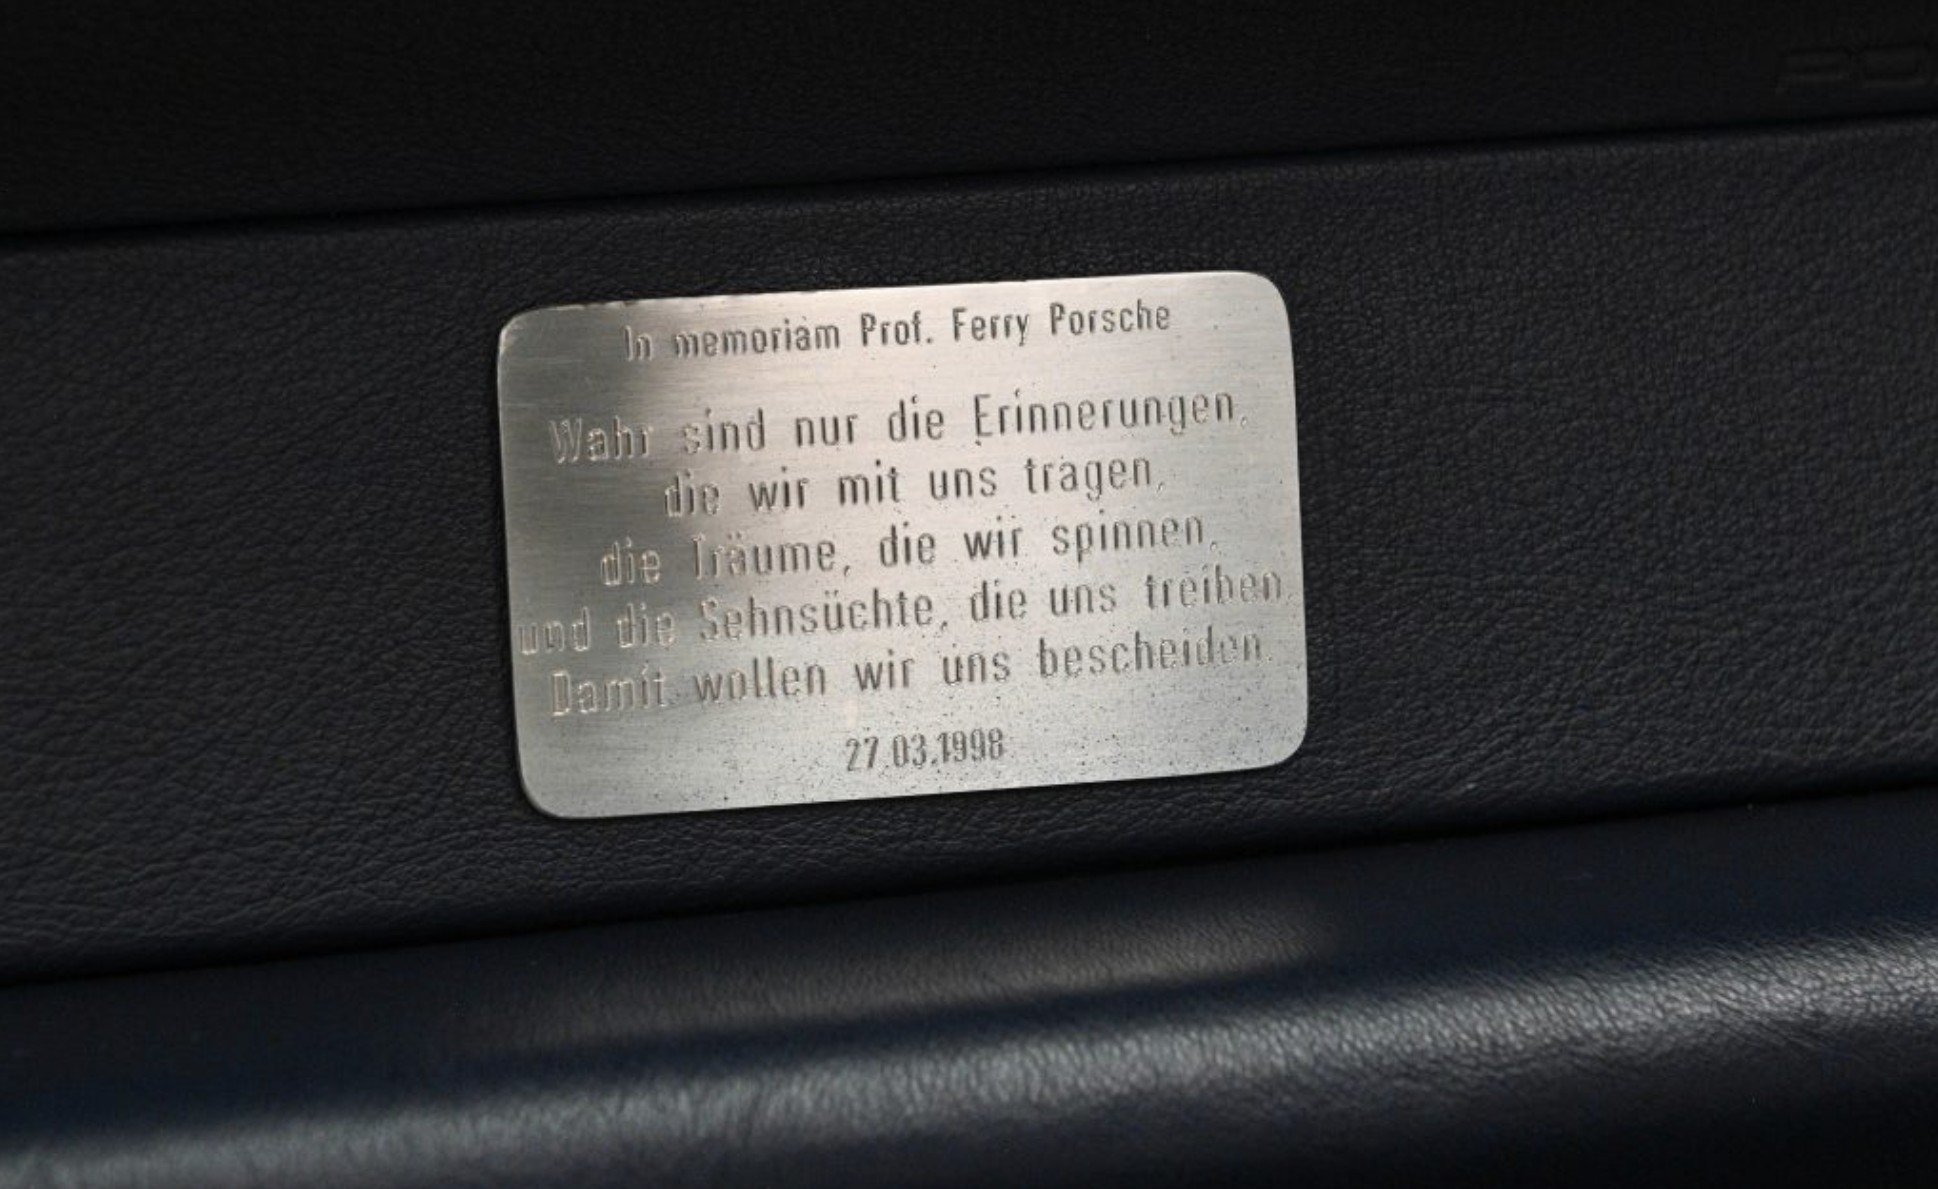 In memoriam Prof. Ferry Porsche
Wahr sind nur die Erinnerungen,
die wir mit uns tragen,
die Träume, die wir spinnen,
und die Sehnsüchte, die uns treiben.
Damit wollen wir uns bescheiden.
27.03.1998